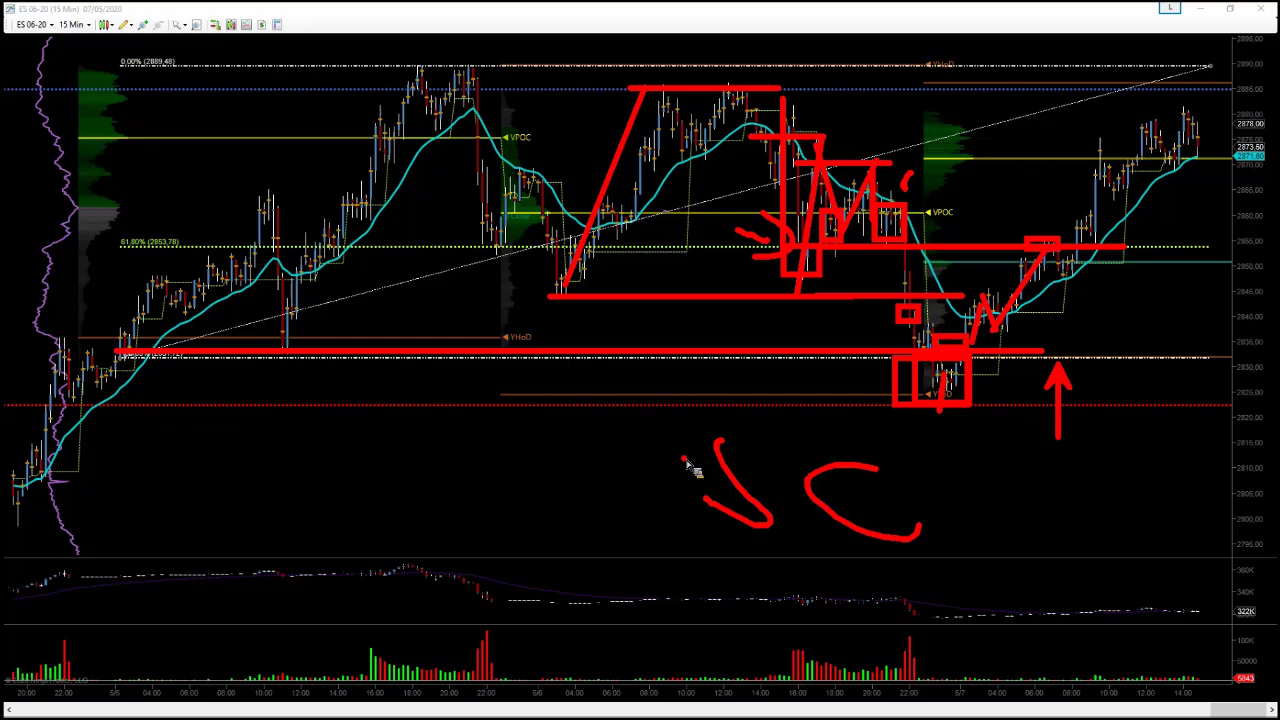 ES 06-20 (15 Min) 07/05/2020
L
ES 06-20 15 Min
0.00% (2889,48)
YHoD
VPOC
VPOC
61.80% (2853,78)
YHoD
2895,00
2890,00
2885,00
2880,00
2878,00
2873,50
2871,50
2865,00
2860,00
2855,00
2850,00
2845,00
2840,00
2835,00
2830,00
2825,00
2820,00
2815,00
2810,00
2805,00
2800,00
2795,00
360K
340K
322K
100K
50000
5843
20:00 22:00 5/6 04:00 06:00 08:00 10:00 12:00 14:00 16:00 18:00 20:00 22:00 5/6 04:00 06:00 08:00 10:00 12:00 14:00 16:00 18:00 20:00 22:00 5/7 04:00 06:00 08:00 10:00 12:00 14:00